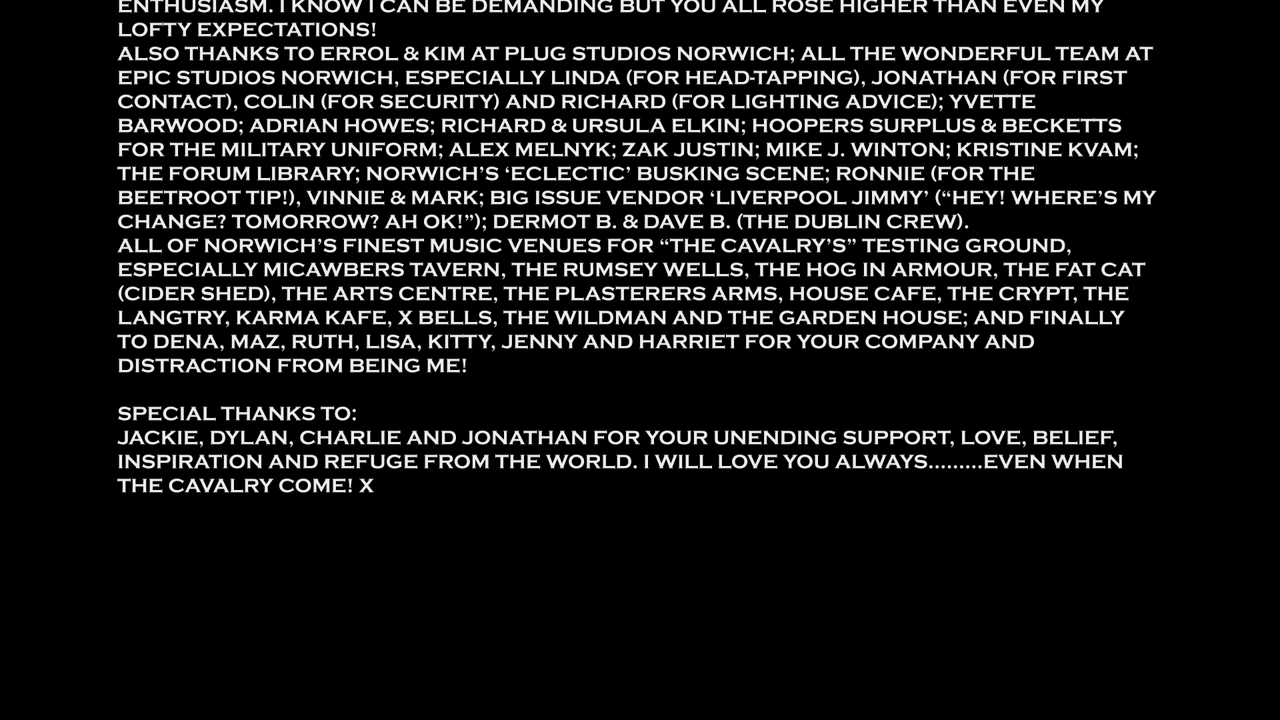 ENTHUSIASM. I KNOW I CAN BE DEMANDING BUT YOU ALL ROSE HIGHER THAN EVEN MY
LOFTY EXPECTATIONS!
ALSO THANKS TO ERROL & KIM AT PLUG STUDIOS NORWICH; ALL THE WONDERFUL TEAM AT
EPIC STUDIOS NORWICH, ESPECIALLY LINDA (FOR HEAD-TAPPING), JONATHAN (FOR FIRST
CONTACT), COLIN (FOR SECURITY) AND RICHARD (FOR LIGHTING ADVICE); YVETTE
BARWOOD; ADRIAN HOWES; RICHARD & URSULA ELKIN; HOOPERS SURPLUS & BECKETTS
FOR THE MILITARY UNIFORM; ALEX MELNYK; ZAK JUSTIN; MIKE J. WINTON; KRISTINE KVAM;
THE FORUM LIBRARY; NORWICH’S ‘ECLECTIC’ BUSKING SCENE; RONNIE (FOR THE
BEETROOT TIP!), VINNIE & MARK; BIG ISSUE VENDOR ‘LIVERPOOL JIMMY’ (“HEY! WHERE’S MY
CHANGE? TOMORROW? AH OK!”); DERMOT B. & DAVE B. (THE DUBLIN CREW).
ALL OF NORWICH’S FINEST MUSIC VENUES FOR “THE CAVALRY’S” TESTING GROUND,
ESPECIALLY MICAWBERS TAVERN, THE RUMSEY WELLS, THE HOG IN ARMOUR, THE FAT CAT
(CIDER SHED), THE ARTS CENTRE, THE PLASTERERS ARMS, HOUSE CAFE, THE CRYPT, THE
LANGTRY, KARMA KAFE, X BELLS, THE WILDMAN AND THE GARDEN HOUSE; AND FINALLY
TO DENA, MAZ, RUTH, LISA, KITTY, JENNY AND HARRIET FOR YOUR COMPANY AND
DISTRACTION FROM BEING ME!
SPECIAL THANKS TO:
JACKIE, DYLAN, CHARLIE AND JONATHAN FOR YOUR UNENDING SUPPORT, LOVE, BELIEF,
INSPIRATION AND REFUGE FROM THE WORLD. I WILL LOVE YOU ALWAYS.........EVEN WHEN
THE CAVALRY COME! X